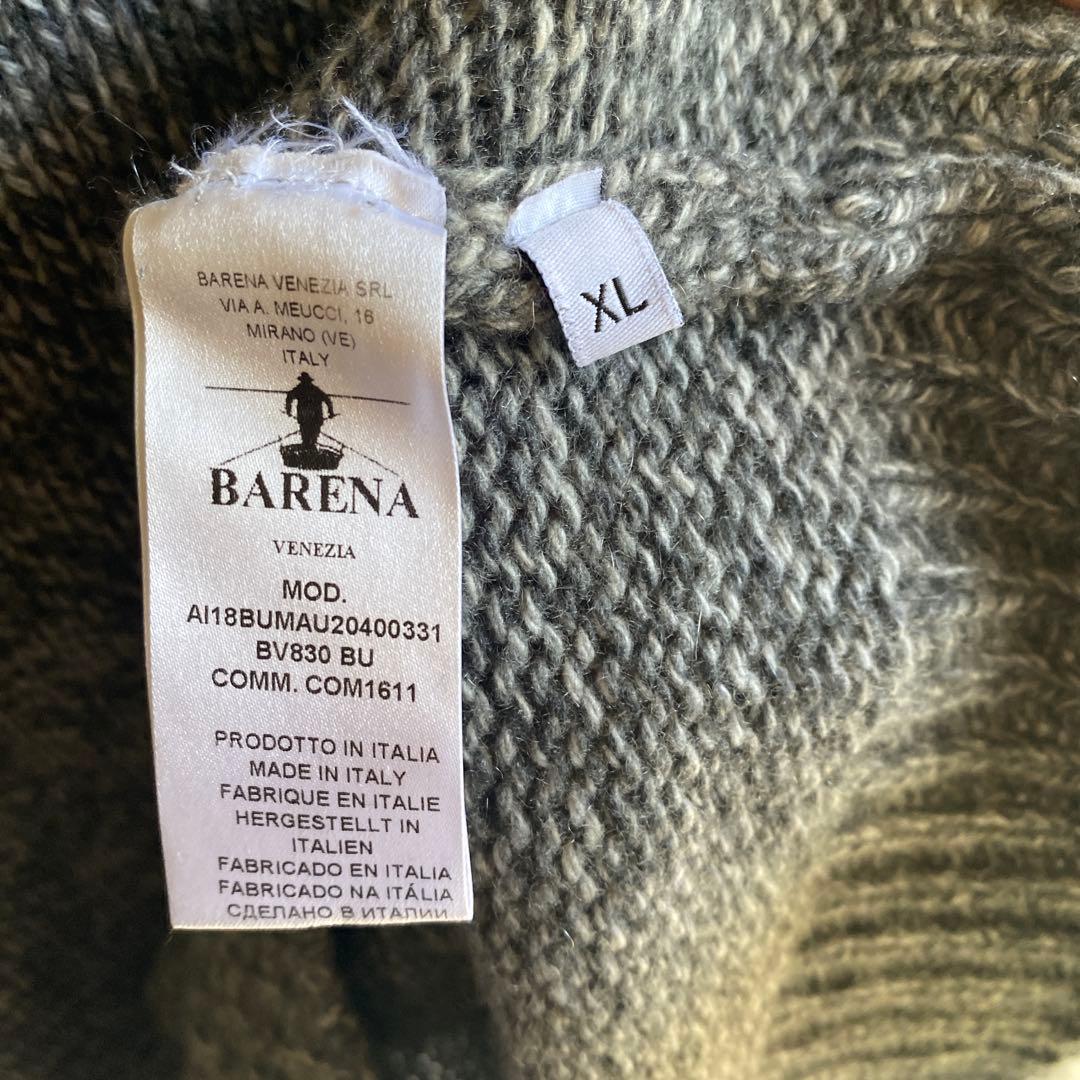 BARENA VENEZIA SRL
VIA A. MEUCCI, 16
MIRANO (VE)
ITALY
BARENA
VENEZIA
MOD.
AI18BUMAU20400331
BV830 BU
COMM. COM1611
PRODOTTO IN ITALIA
MADE IN ITALY
FABRIQUE EN ITALIE
HERGESTELLT IN
ITALIEN
FABRICADO EN ITALIA
FABRICADO NA ITÁLIA
СДЕЛАНО В ИТАЛИИ
XL